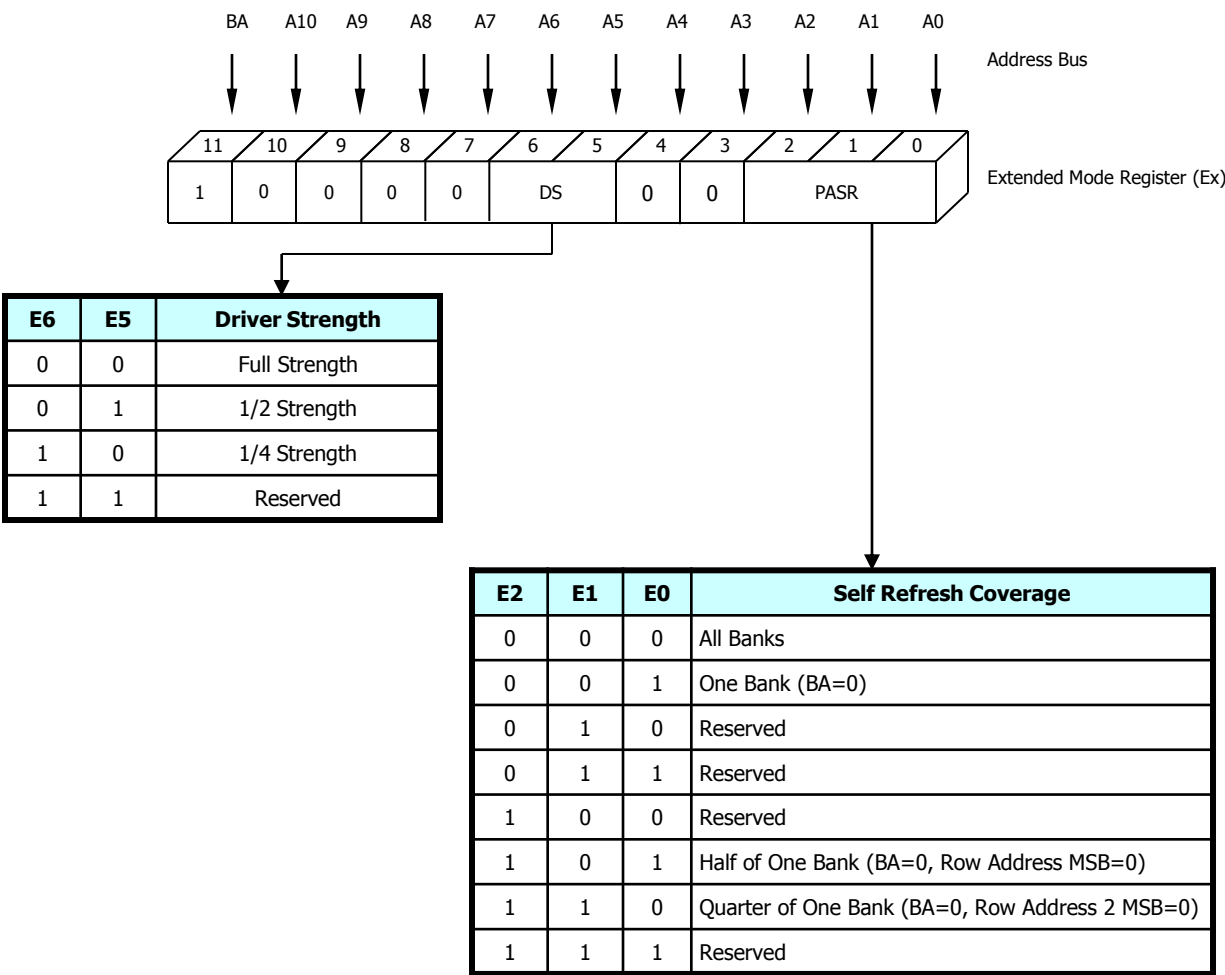 BA A10 A9 A8 A7 A6 A5 A4 A3 A2 A1 A0
Address Bus
11 10 9 8 7 6 5 4 3 2 1 0
1 0 0 0 0 DS 0 0 PASR
Extended Mode Register (Ex)
E6 E5 Driver Strength
0 0 Full Strength
0 1 1/2 Strength
1 0 1/4 Strength
1 1 Reserved
E2 E1 E0 Self Refresh Coverage
0 0 0 All Banks
0 0 1 One Bank (BA=0)
0 1 0 Reserved
0 1 1 Reserved
1 0 0 Reserved
1 0 1 Half of One Bank (BA=0, Row Address MSB=0)
1 1 0 Quarter of One Bank (BA=0, Row Address 2 MSB=0)
1 1 1 Reserved